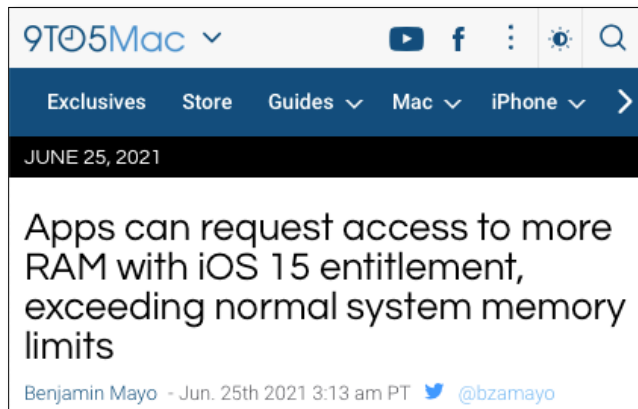 9TO5Mac
Exclusives Store Guides Mac iPhone
JUNE 25, 2021
Apps can request access to more
RAM with iOS 15 entitlement,
exceeding normal system memory
limits
Benjamin Mayo - Jun. 25th 2021 3:13 am PT @bzamayo